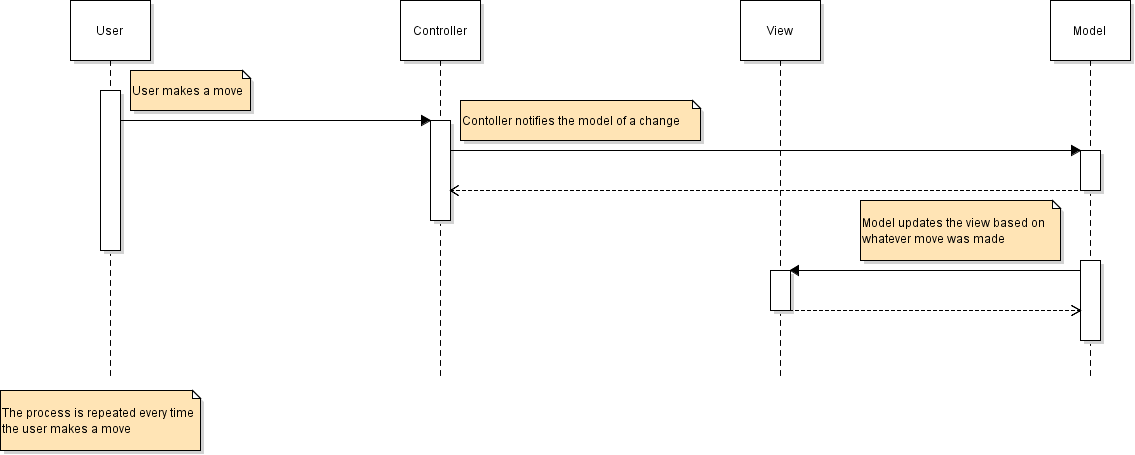 User
Controller
View
Model
User makes a move
Contoller notifies the model of a change
Model updates the view based on
whatever move was made
The process is repeated every time
the user makes a move